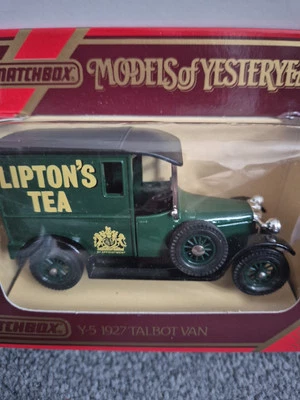 MATCHBOX
MODELS of YESTERYEA
LIPTON'S
TEA
MATCHBOX
Y-5 1927 TALBOT VAN